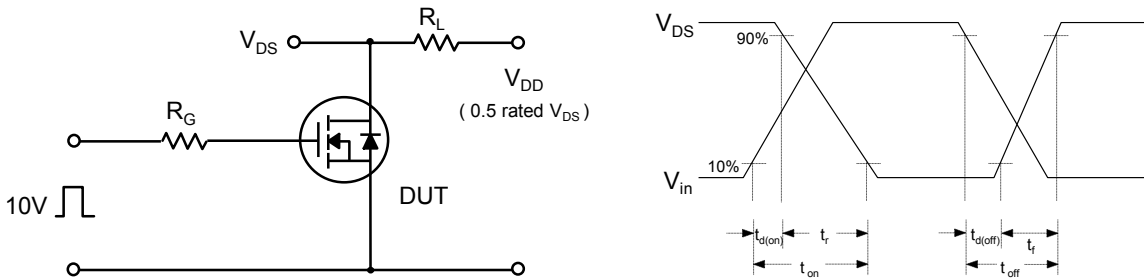 V_DS
R_L
V_DD
( 0.5 rated V_DS )
R_G
10V
DUT
V_DS
90%
10%
V_in
t_d(on)
t_r
t_on
t_d(off)
t_f
t_off